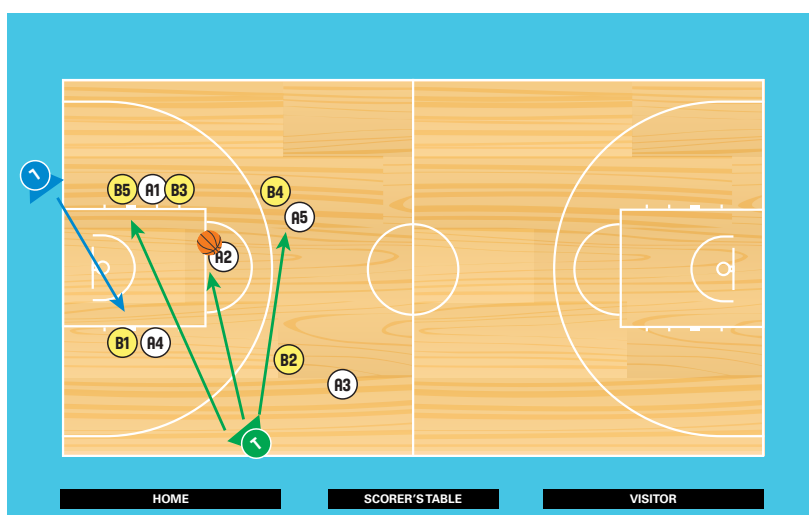 L
B5 A1 B3 B4
A5
A2
B1 A4
B2
A3
T
HOME
SCORER'S TABLE
VISITOR